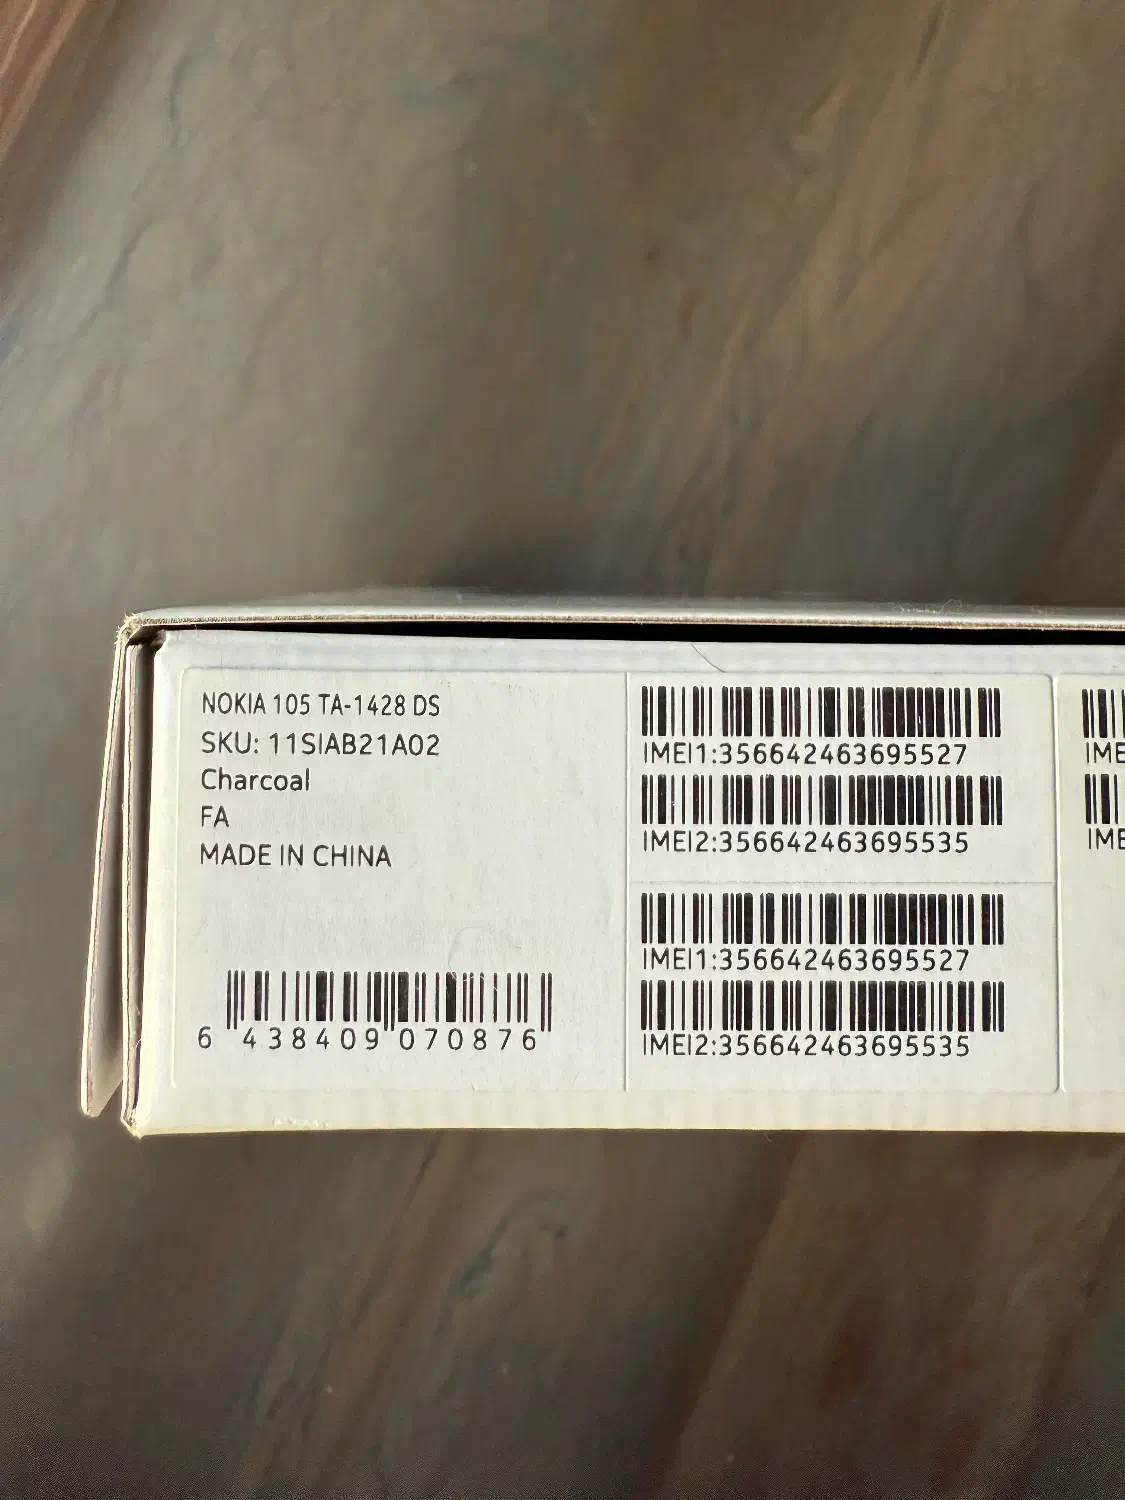 NOKIA 105 TA-1428 DS
SKU: 11SIAB21A02
Charcoal
FA
MADE IN CHINA
6 438409 070876
IMEI1:356642463695527
IMEI2:356642463695535
IMEI1:356642463695527
IMEI2:356642463695535